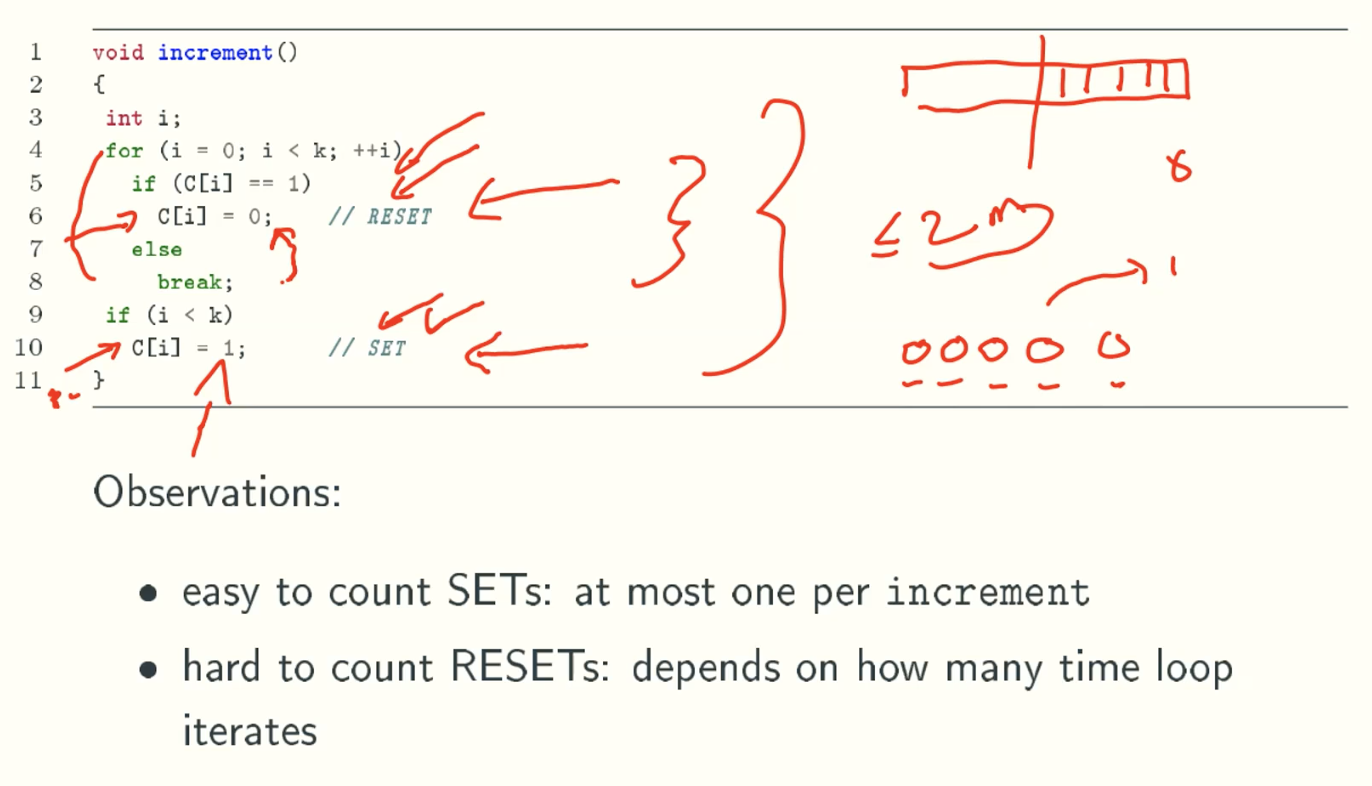 1 void increment()
2 {
3 int i;
4 for (i = 0; i < k; ++i)
5 if (C[i] == 1)
6 C[i] = 0; // RESET
7 else
8 break;
9 if (i < k)
10 C[i] = 1; // SET
11 }
8
≤ 2m
1
0 0 0 0 0
Observations:
• easy to count SETs: at most one per increment
• hard to count RESETs: depends on how many time loop
iterates